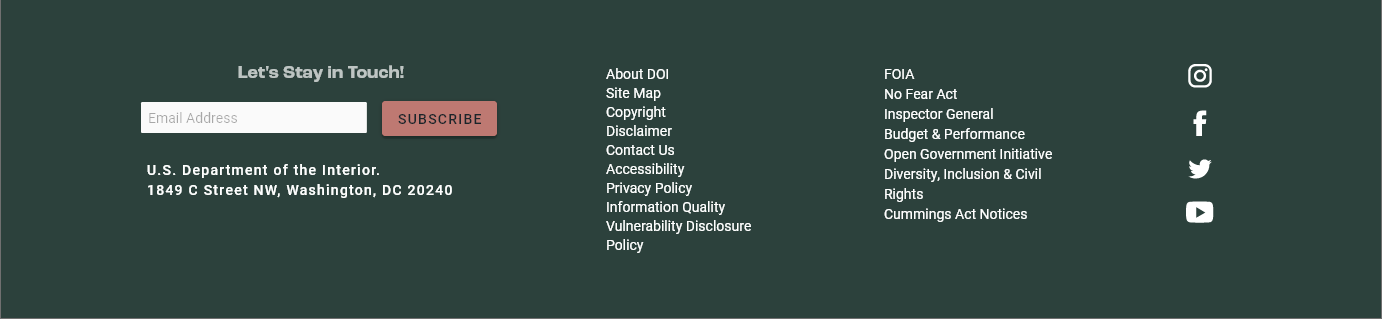 Let's Stay in Touch!
Email Address
SUBSCRIBE
U.S. Department of the Interior.
1849 C Street NW, Washington, DC 20240
About DOI
Site Map
Copyright
Disclaimer
Contact Us
Accessibility
Privacy Policy
Information Quality
Vulnerability Disclosure
Policy
FOIA
No Fear Act
Inspector General
Budget & Performance
Open Government Initiative
Diversity, Inclusion & Civil
Rights
Cummings Act Notices